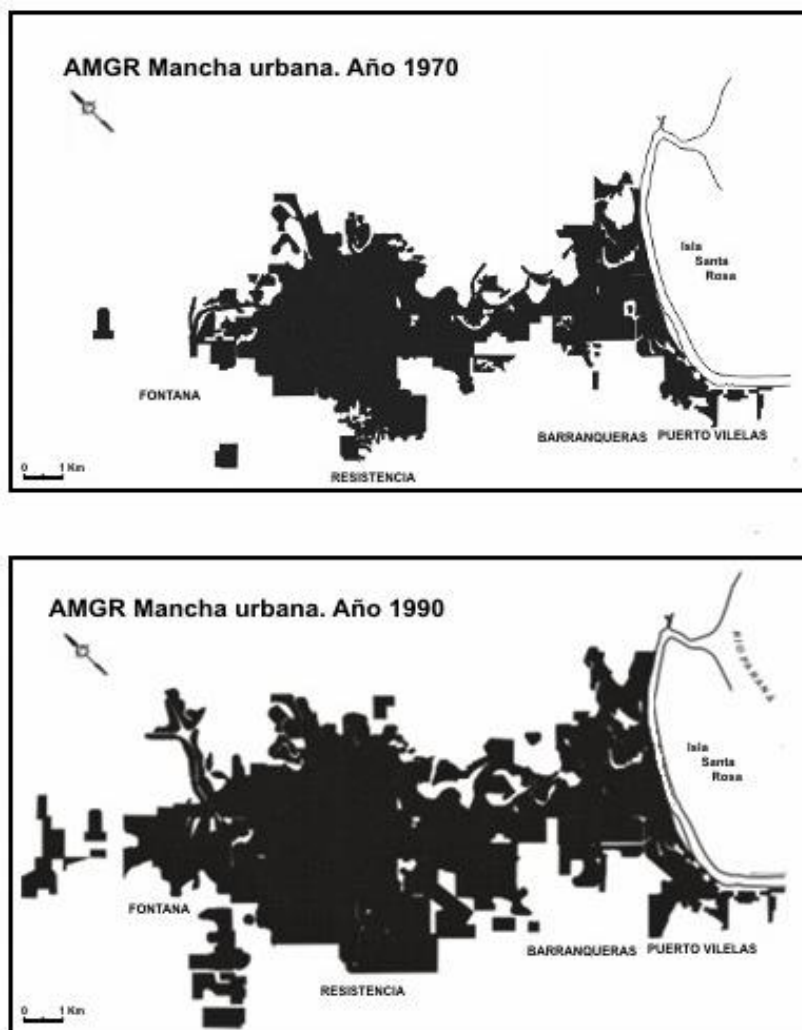 AMGR Mancha urbana. Año 1970
Isla
Santa
Rosa
FONTANA
BARRANQUERAS PUERTO VILELAS
0 1 Km
RESISTENCIA
AMGR Mancha urbana. Año 1990
RÍO PARANÁ
Isla
Santa
Rosa
FONTANA
BARRANQUERAS PUERTO VILELAS
RESISTENCIA
0 1 Km